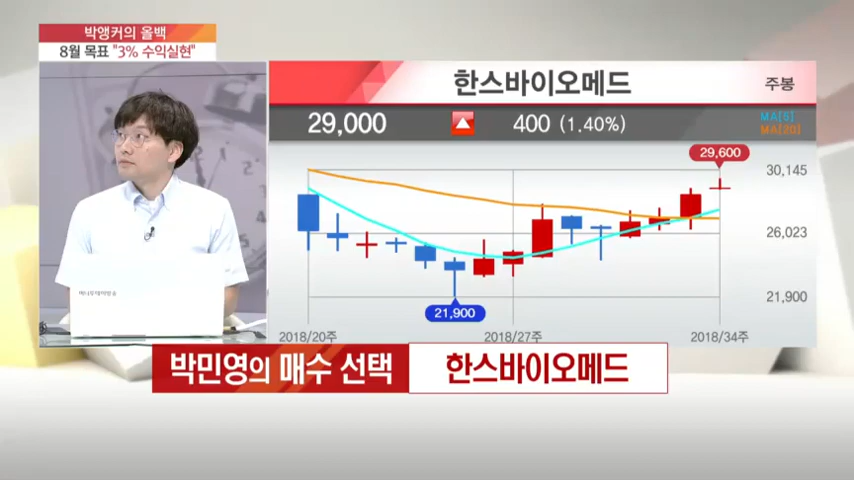 박앵커의 올백
8월 목표 "3% 수익실현"
한스바이오메드
주봉
29,000
400 (1.40%)
MA[5]
MA[20]
29,600
30,145
26,023
21,900
21,900
2018/20주
2018/27주
2018/34주
박민영의 매수 선택
한스바이오메드